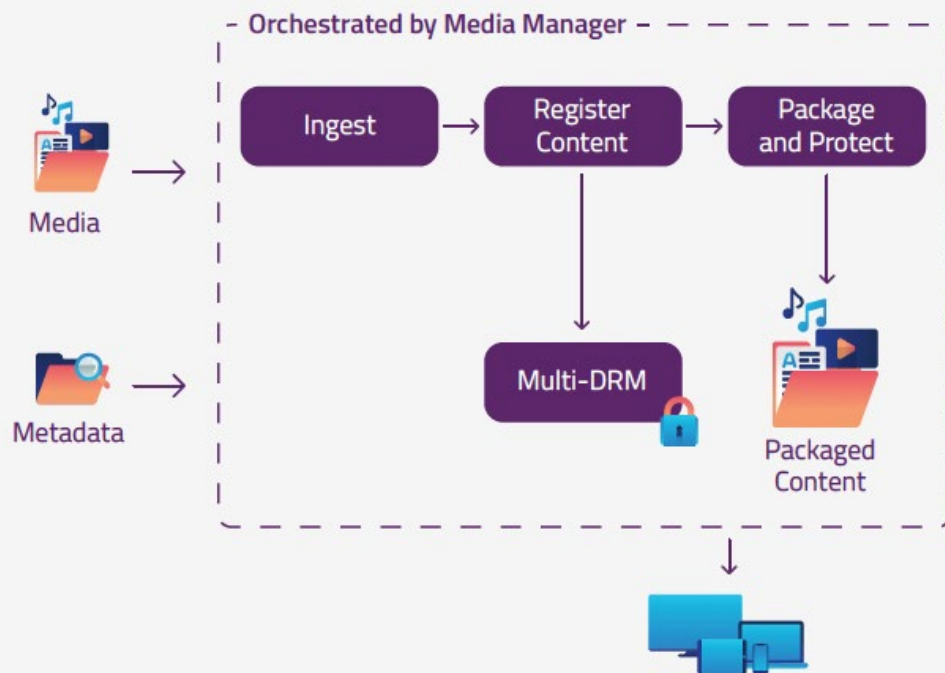 Orchestrated by Media Manager
Ingest
Register
Content
Package
and Protect
Media
Multi-DRM
Metadata
Packaged
Content